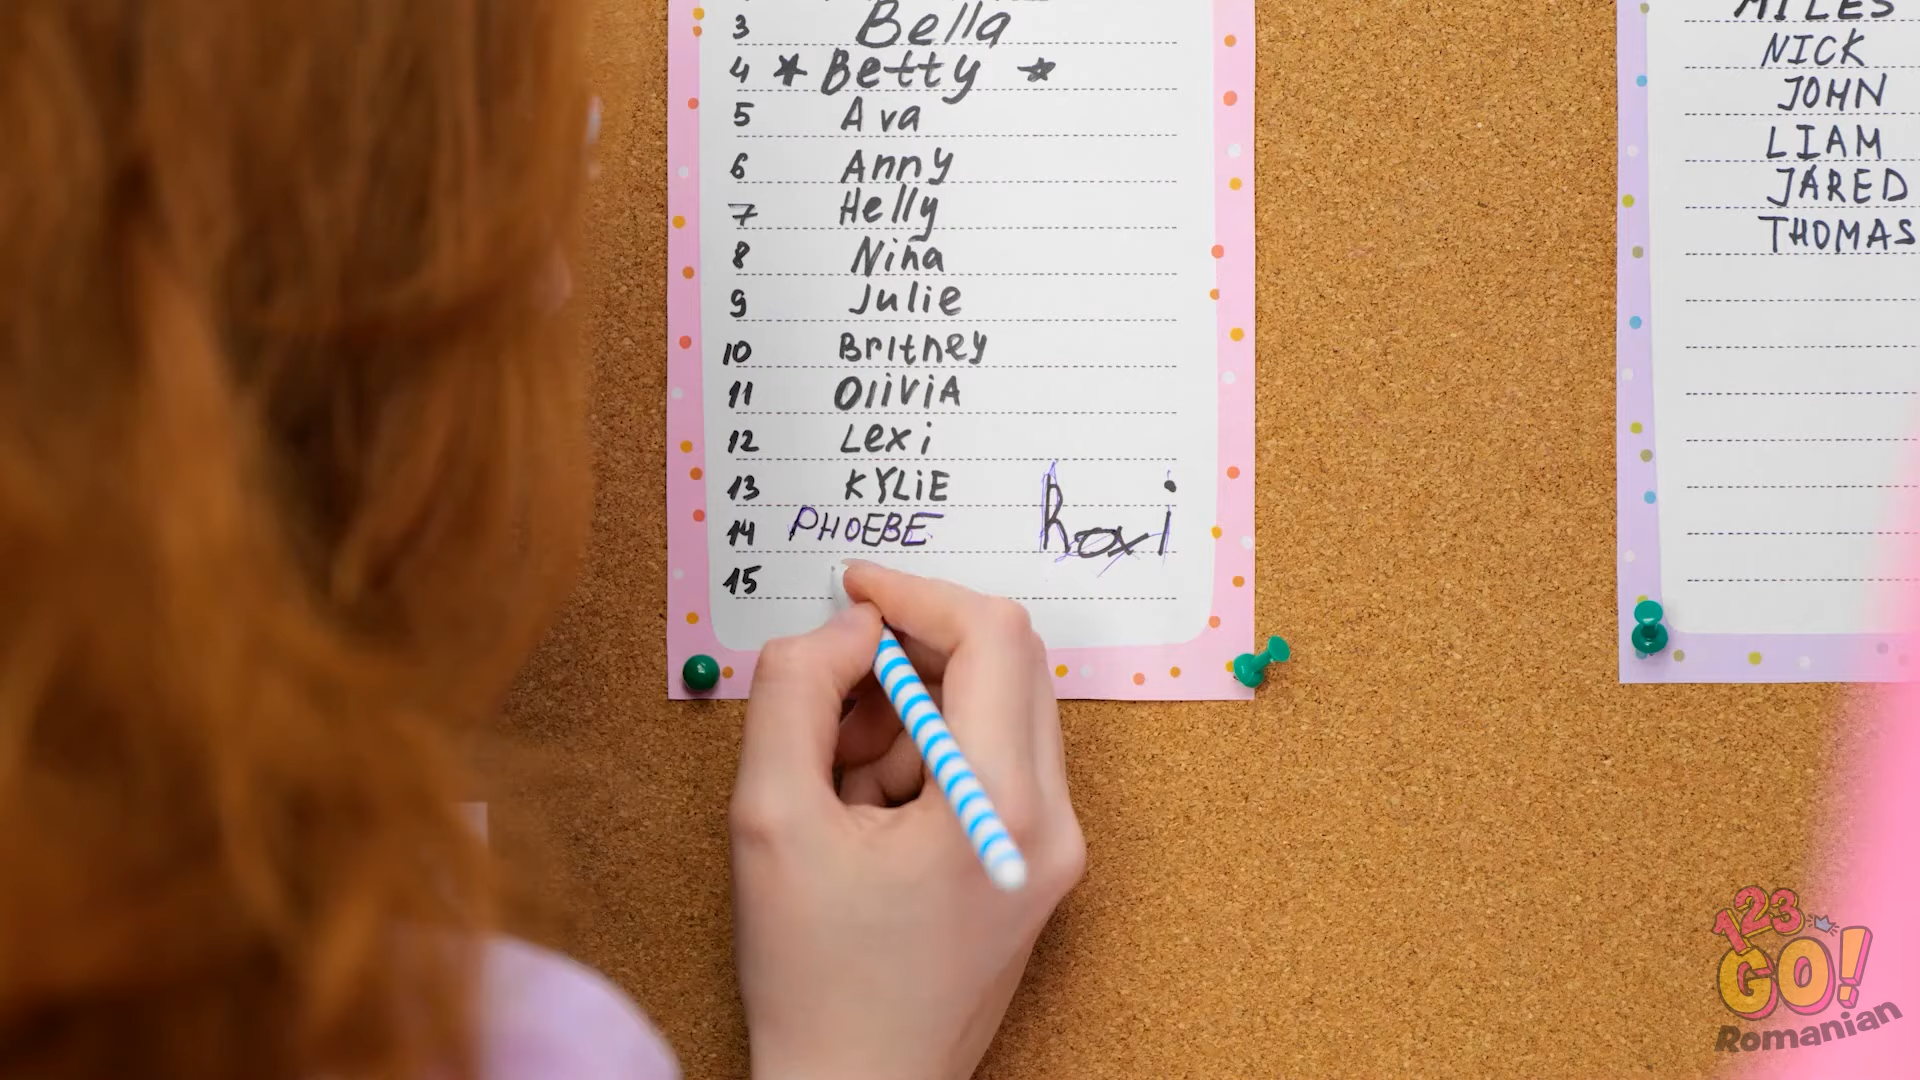 3 Bella
4 * Betty *
5 Ava
6 Anny
7 Helly
8 Nina
9 Julie
10 Britney
11 OliviA
12 Lexi
13 KYLiE
14 PHOEBE Roxi
15
MILES
NICK
JOHN
LIAM
JARED
THOMAS
123
GO!
Romanian